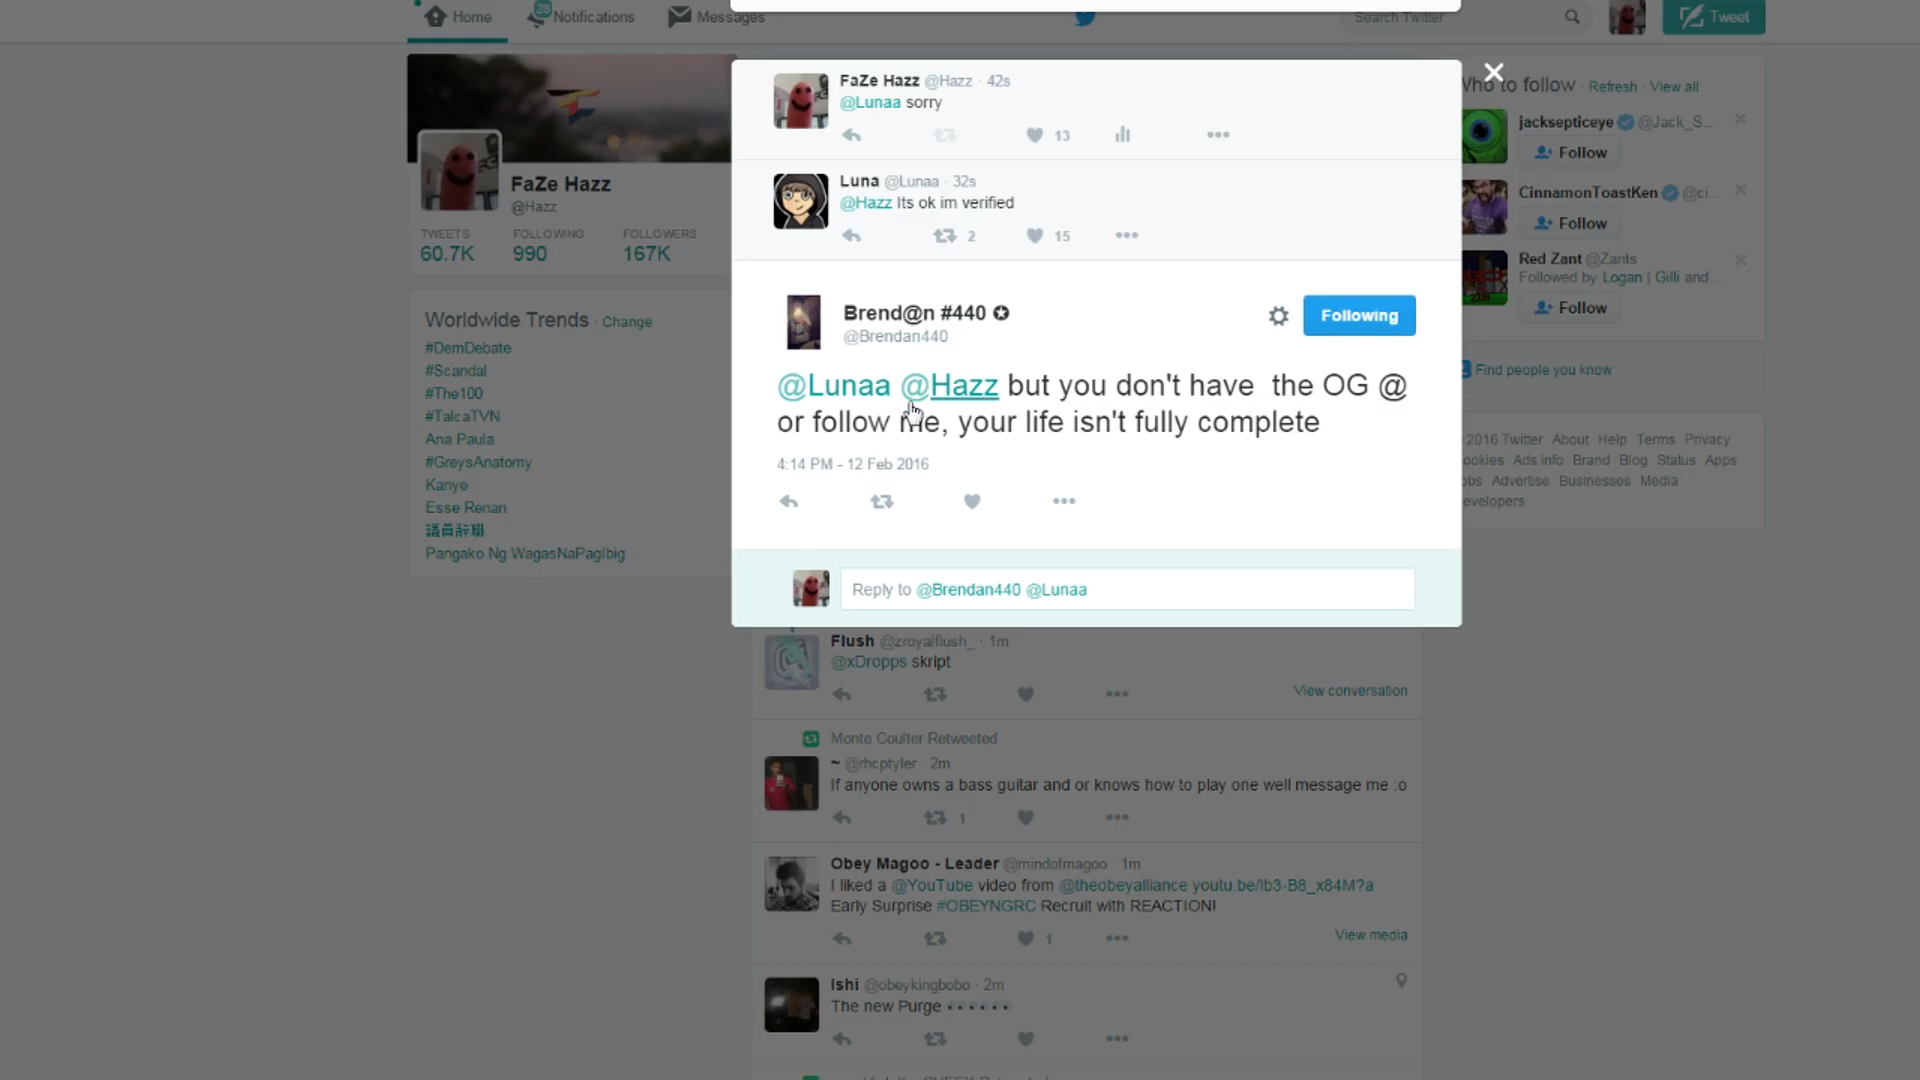 Home
28
Notifications
Messages
Search Twitter
Tweet
FaZe Hazz
@Hazz
TWEETS FOLLOWING FOLLOWERS
60.7K 990 167K
Worldwide Trends · Change
#DemDebate
#Scandal
#The100
#TalcaTVN
Ana Paula
#GreysAnatomy
Kanye
Esse Renan
議員辞職
Pangako Ng WagasNaPagIbig
FaZe Hazz @Hazz · 42s
@Lunaa sorry
13
Luna @Lunaa · 32s
@Hazz Its ok im verified
2 15
Brend@n #440 ✪
@Brendan440
Following
@Lunaa @Hazz but you don't have the OG @
or follow me, your life isn't fully complete
4:14 PM - 12 Feb 2016
Reply to @Brendan440 @Lunaa
Flush @zroyalflush_ · 1m
@xDropps skript
View conversation
Monte Coulter Retweeted
~ @rhcptyler · 2m
If anyone owns a bass guitar and or knows how to play one well message me :o
1
Obey Magoo - Leader @mindofmagoo · 1m
I liked a @YouTube video from @theobeyalliance youtu.be/lb3-B8_x84M?a
Early Surprise #OBEYNGRC Recruit with REACTION!
1
View media
Ishi @obeykingbobo · 2m
The new Purge
Who to follow · Refresh · View all
jacksepticeye @Jack_S...
Follow
CinnamonToastKen @ci...
Follow
Red Zant @Zants
Followed by Logan | Gilli and...
Follow
Find people you know
2016 Twitter About Help Terms Privacy
ookies Ads info Brand Blog Status Apps
obs Advertise Businesses Media
evelopers